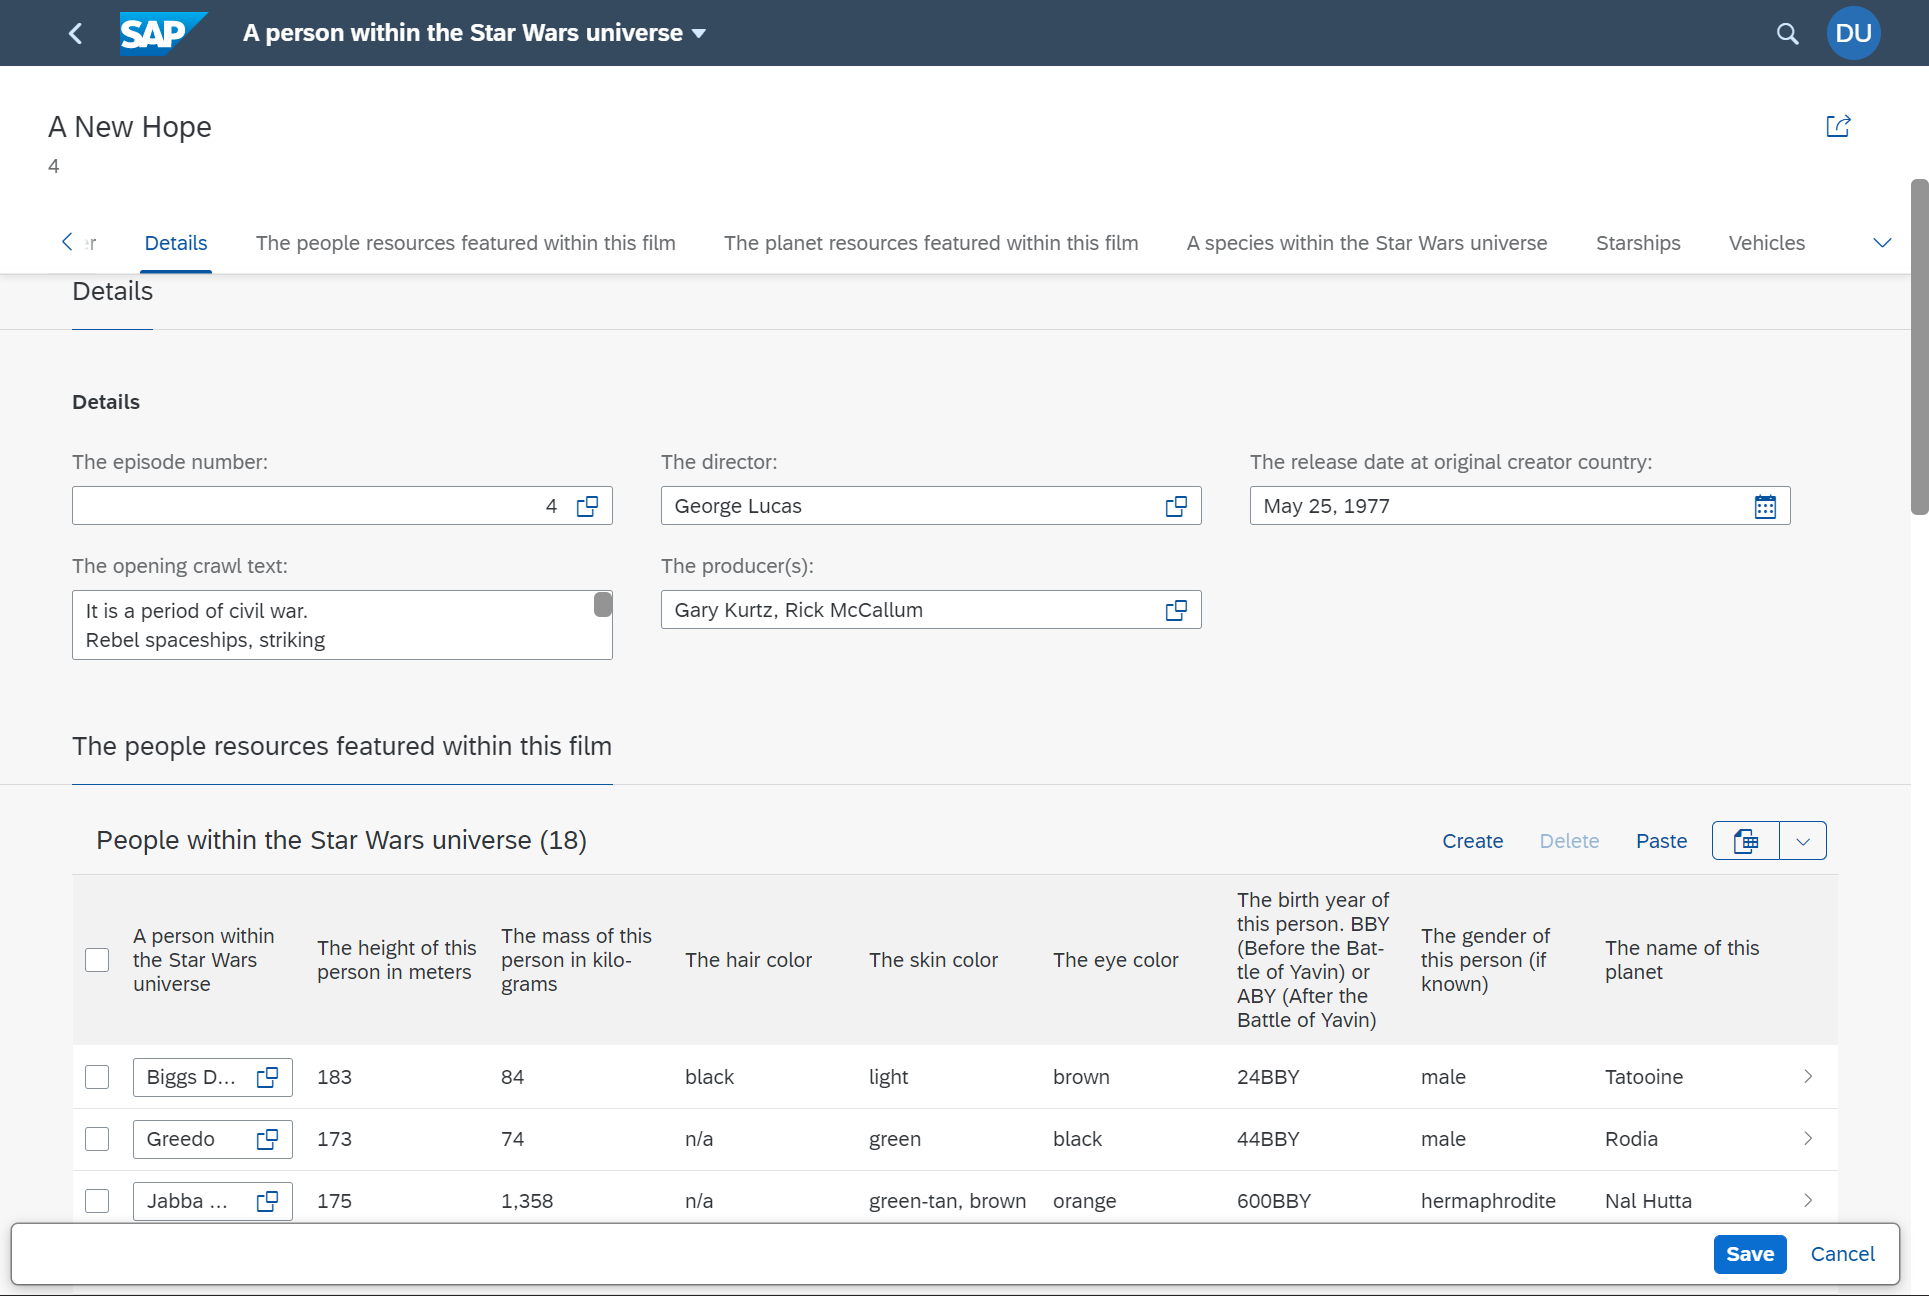 SAP
A person within the Star Wars universe
DU
A New Hope
4
er
Details
The people resources featured within this film
The planet resources featured within this film
A species within the Star Wars universe
Starships
Vehicles
Details
Details
The episode number:
4
The director:
George Lucas
The release date at original creator country:
May 25, 1977
The opening crawl text:
It is a period of civil war.
Rebel spaceships, striking
The producer(s):
Gary Kurtz, Rick McCallum
The people resources featured within this film
People within the Star Wars universe (18)
Create
Delete
Paste
A person within
the Star Wars
universe
The height of this
person in meters
The mass of this
person in kilo-
grams
The hair color
The skin color
The eye color
The birth year of
this person. BBY
(Before the Bat-
tle of Yavin) or
ABY (After the
Battle of Yavin)
The gender of
this person (if
known)
The name of this
planet
Biggs D... 183 84 black light brown 24BBY male Tatooine
Greedo 173 74 n/a green black 44BBY male Rodia
Jabba ... 175 1,358 n/a green-tan, brown orange 600BBY hermaphrodite Nal Hutta
Save
Cancel